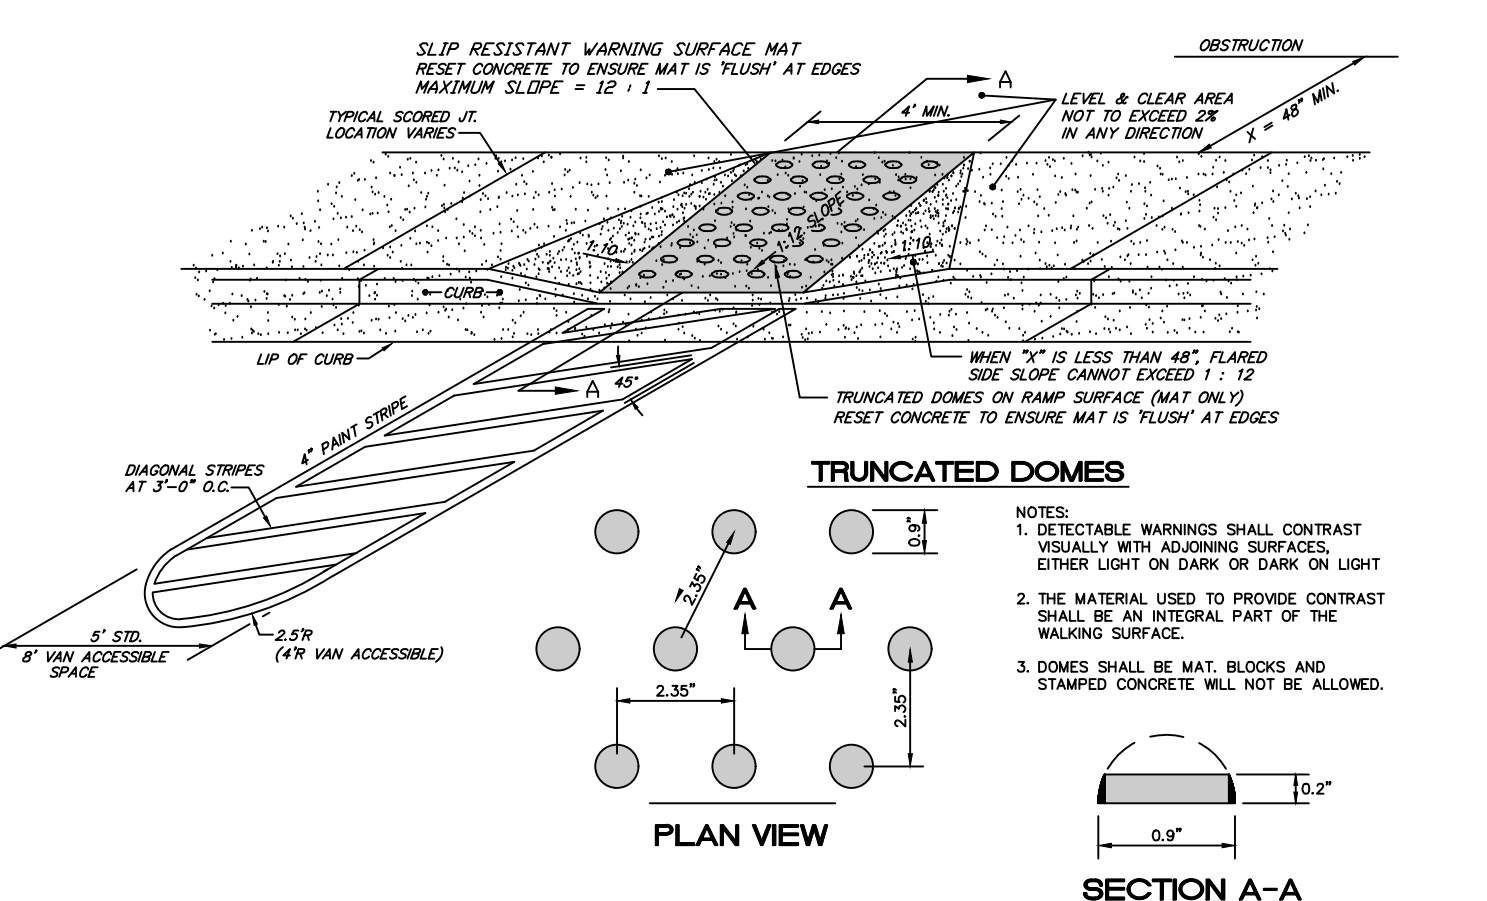 OBSTRUCTION
SLIP RESISTANT WARNING SURFACE MAT
RESET CONCRETE TO ENSURE MAT IS 'FLUSH' AT EDGES
MAXIMUM SLOPE = 12 : 1
A
TYPICAL SCORED JT.
LOCATION VARIES
4' MIN.
LEVEL & CLEAR AREA
NOT TO EXCEED 2%
IN ANY DIRECTION
X = 48" MIN.
1:12 SLOPE
1:10
1:10
CURB
LIP OF CURB
WHEN "X" IS LESS THAN 48", FLARED
SIDE SLOPE CANNOT EXCEED 1 : 12
A
45°
TRUNCATED DOMES ON RAMP SURFACE (MAT ONLY)
RESET CONCRETE TO ENSURE MAT IS 'FLUSH' AT EDGES
4" PAINT STRIPE
DIAGONAL STRIPES
AT 3'-0" O.C.
5' STD.
8' VAN ACCESSIBLE
SPACE
2.5'R
(4'R VAN ACCESSIBLE)
TRUNCATED DOMES
0.9"
2.35"
A
A
2.35"
2.35"
PLAN VIEW
NOTES:
1. DETECTABLE WARNINGS SHALL CONTRAST
VISUALLY WITH ADJOINING SURFACES,
EITHER LIGHT ON DARK OR DARK ON LIGHT
2. THE MATERIAL USED TO PROVIDE CONTRAST
SHALL BE AN INTEGRAL PART OF THE
WALKING SURFACE.
3. DOMES SHALL BE MAT. BLOCKS AND
STAMPED CONCRETE WILL NOT BE ALLOWED.
0.2"
0.9"
SECTION A-A